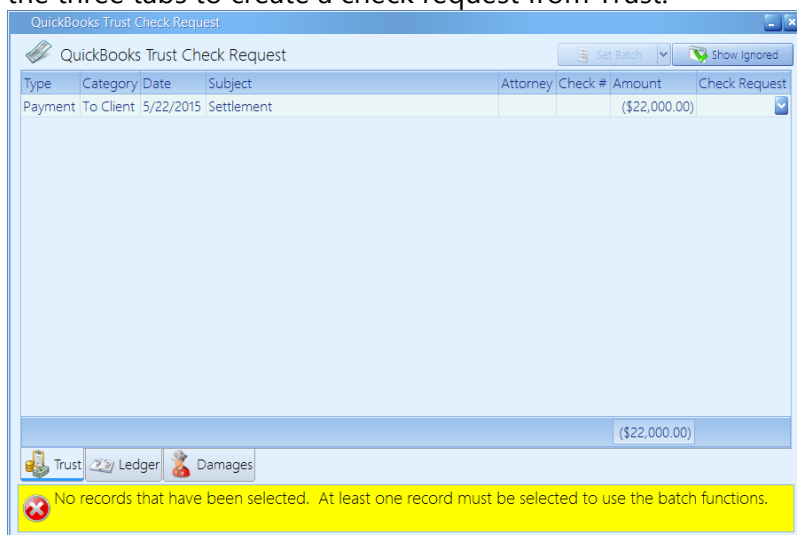 the three tabs to create a check request from Trust.
QuickBooks Trust Check Request
QuickBooks Trust Check Request Set Batch Show Ignored
Type Category Date Subject Attorney Check # Amount Check Request
Payment To Client 5/22/2015 Settlement ($22,000.00)
($22,000.00)
Trust Ledger Damages
No records that have been selected. At least one record must be selected to use the batch functions.